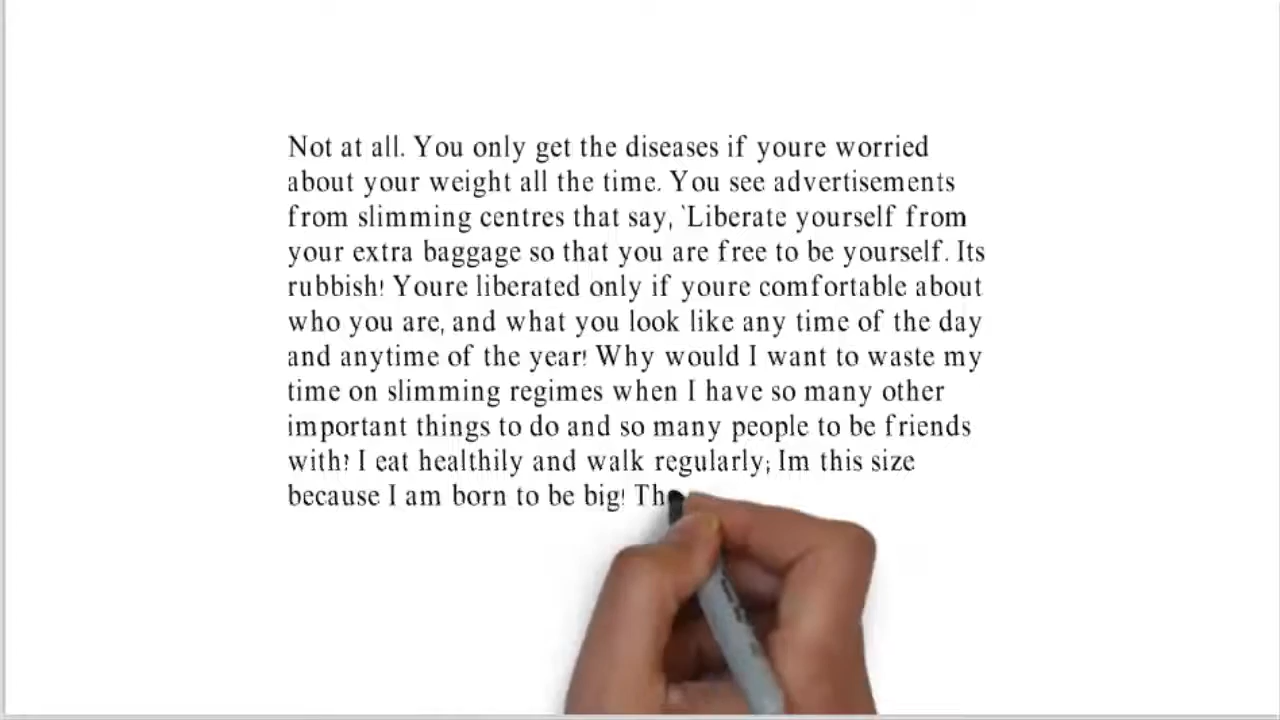 Not at all. You only get the diseases if youre worried
about your weight all the time. You see advertisements
from slimming centres that say, `Liberate yourself from
your extra baggage so that you are free to be yourself. Its
rubbish! Youre liberated only if youre comfortable about
who you are, and what you look like any time of the day
and anytime of the year! Why would I want to waste my
time on slimming regimes when I have so many other
important things to do and so many people to be friends
with? I eat healthily and walk regularly; Im this size
because I am born to be big! Th